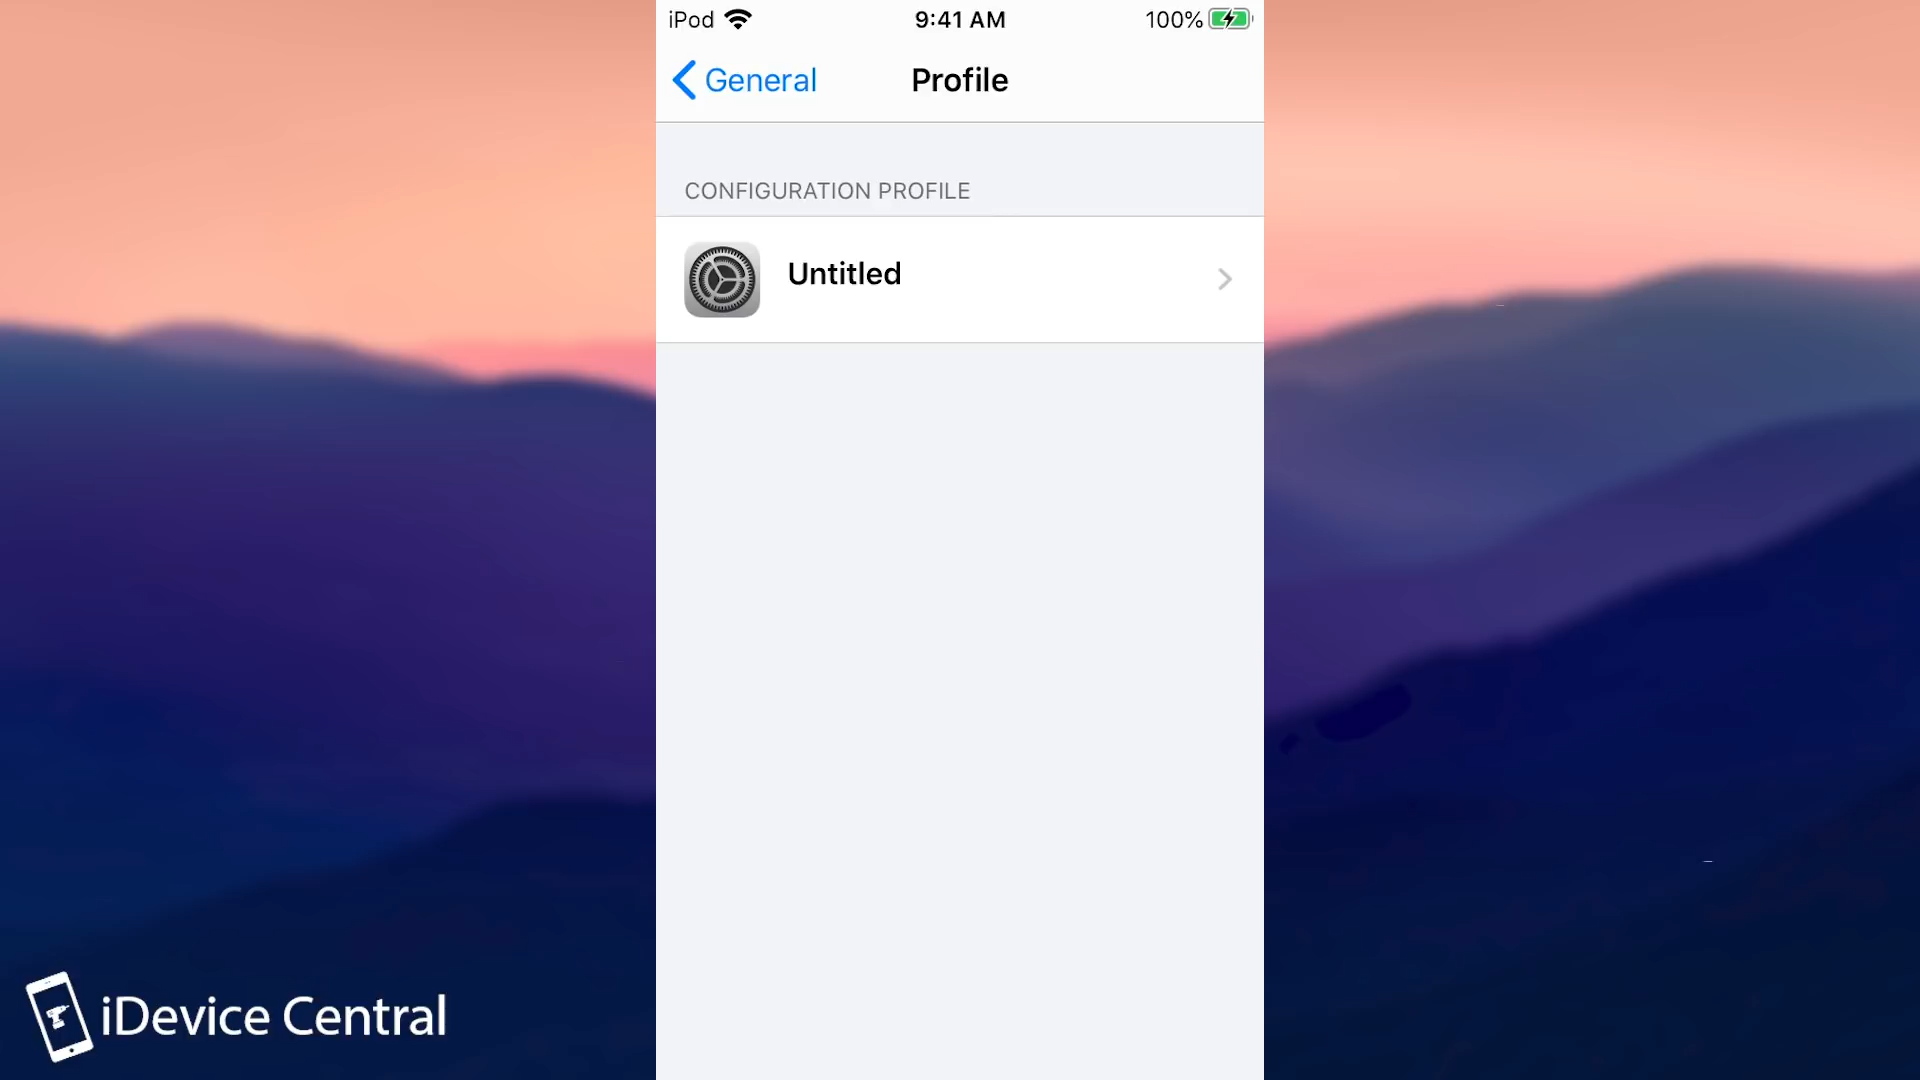 iPod 9:41 AM 100%
General Profile
CONFIGURATION PROFILE
Untitled
iDevice Central